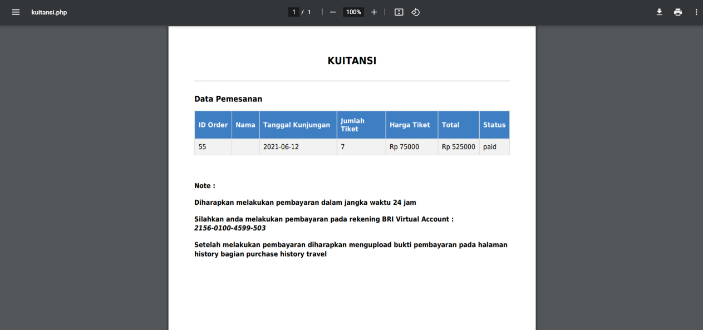 kuitansi.php
1 / 1
100%
KUITANSI
Data Pemesanan
ID Order Nama Tanggal Kunjungan Jumlah Tiket Harga Tiket Total Status
55 2021-06-12 7 Rp 75000 Rp 525000 paid
Note :
Diharapkan melakukan pembayaran dalam jangka waktu 24 jam
Silahkan anda melakukan pembayaran pada rekening BRI Virtual Account :
2156-0100-4599-503
Setelah melakukan pembayaran diharapkan mengupload bukti pembayaran pada halaman
history bagian purchase history travel